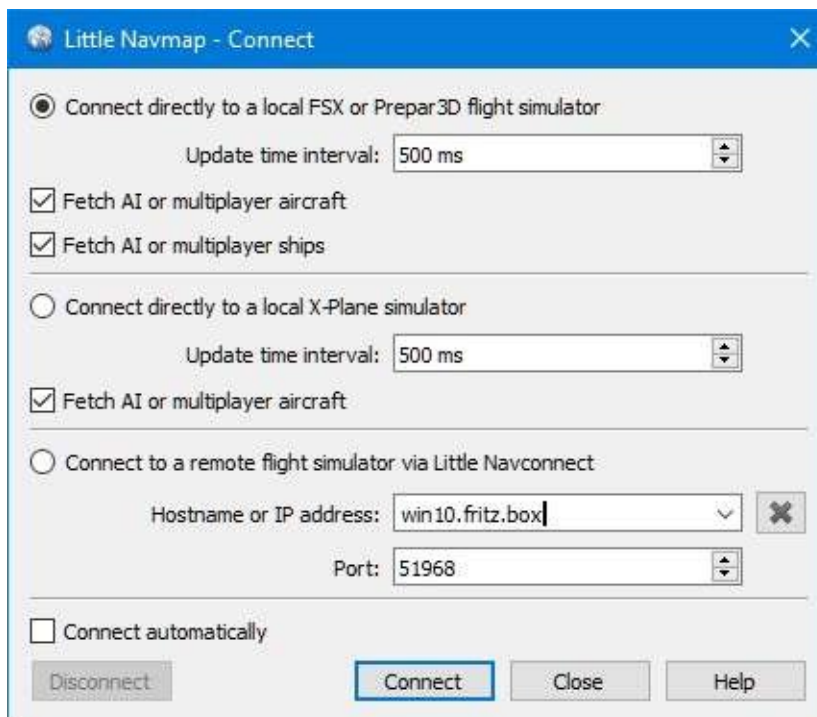 Little Navmap - Connect
Connect directly to a local FSX or Prepar3D flight simulator
Update time interval: 500 ms
Fetch AI or multiplayer aircraft
Fetch AI or multiplayer ships
Connect directly to a local X-Plane simulator
Update time interval: 500 ms
Fetch AI or multiplayer aircraft
Connect to a remote flight simulator via Little Navconnect
Hostname or IP address: win10.fritz.box
Port: 51968
Connect automatically
Disconnect Connect Close Help